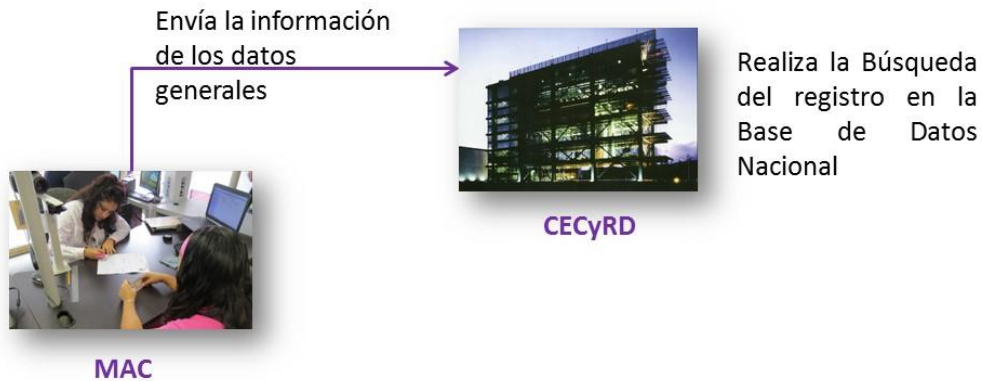 Envía la información
de los datos
generales
Realiza la Búsqueda
del registro en la
Base de Datos
Nacional
CECyRD
MAC